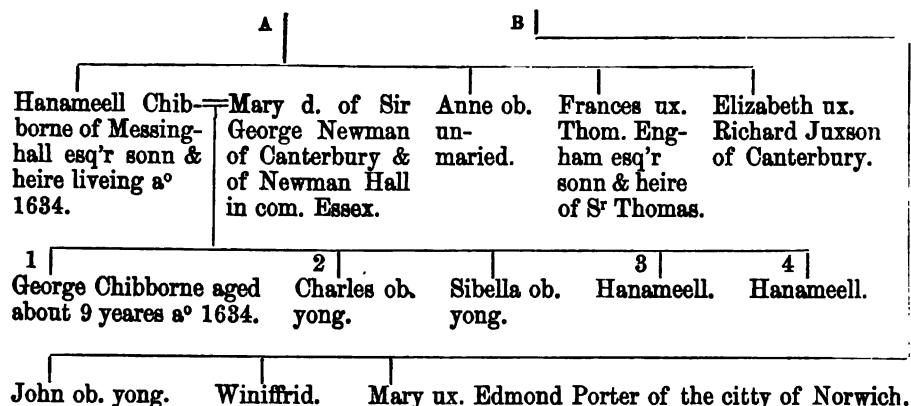 A B
Hanameell Chib-
borne of Messing-
hall esq'r sonn &
heire liveing aº
1634.
Mary d. of Sir
George Newman
of Canterbury &
of Newman Hall
in com. Essex.
Anne ob.
un-
maried.
Frances ux.
Thom. Eng-
ham esq'r
sonn & heire
of Sʳ Thomas.
Elizabeth ux.
Richard Juxson
of Canterbury.
1
George Chibborne aged
about 9 yeares aº 1634.
2
Charles ob.
yong.
Sibella ob.
yong.
3
Hanameell.
4
Hanameell.
John ob. yong.
Winiffrid.
Mary ux. Edmond Porter of the citty of Norwich.